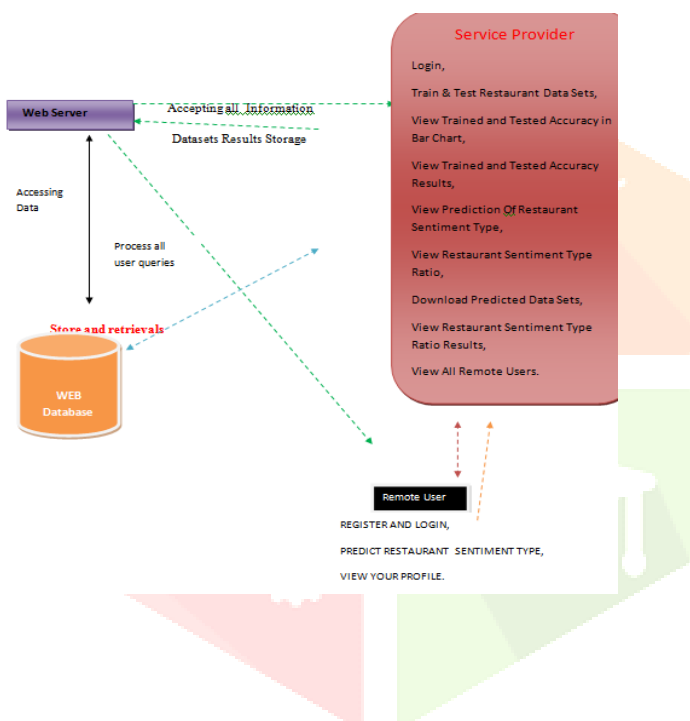 Service Provider
Login,
Train & Test Restaurant Data Sets,
View Trained and Tested Accuracy in
Bar Chart,
View Trained and Tested Accuracy
Results,
View Prediction Of Restaurant
Sentiment Type,
View Restaurant Sentiment Type
Ratio,
Download Predicted Data Sets,
View Restaurant Sentiment Type
Ratio Results,
View All Remote Users.
Web Server
Accepting all Information
Datasets Results Storage
Accessing
Data
Process all
user queries
Store and retrievals
WEB
Database
Remote User
REGISTER AND LOGIN,
PREDICT RESTAURANT SENTIMENT TYPE,
VIEW YOUR PROFILE.